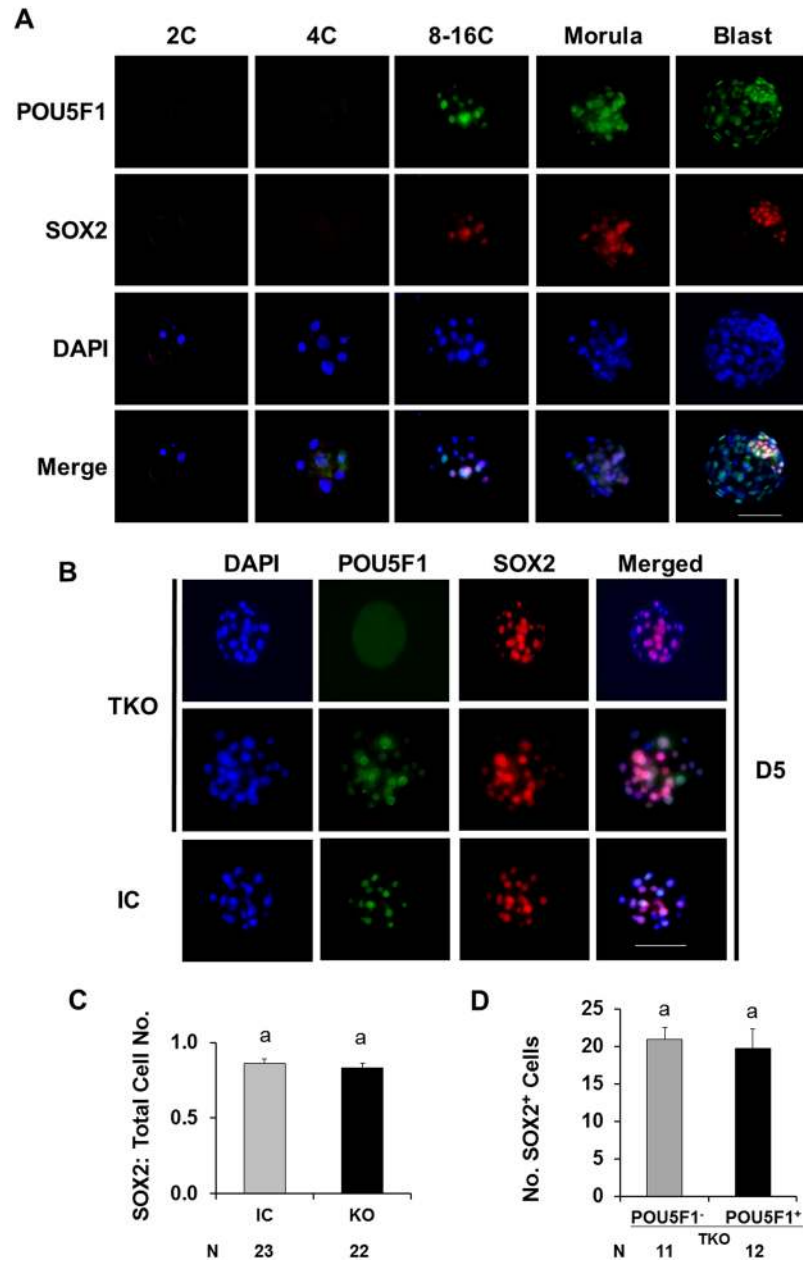 A
2C 4C 8-16C Morula Blast
POU5F1
SOX2
DAPI
Merge
B
DAPI POU5F1 SOX2 Merged
TKO
D5
IC
C
SOX2: Total Cell No.
1.0
0.5
0.0
a a
IC KO
N 23 22
D
No. SOX2⁺ Cells
25
20
15
10
5
0
a a
POU5F1⁻ POU5F1⁺
TKO
N 11 12